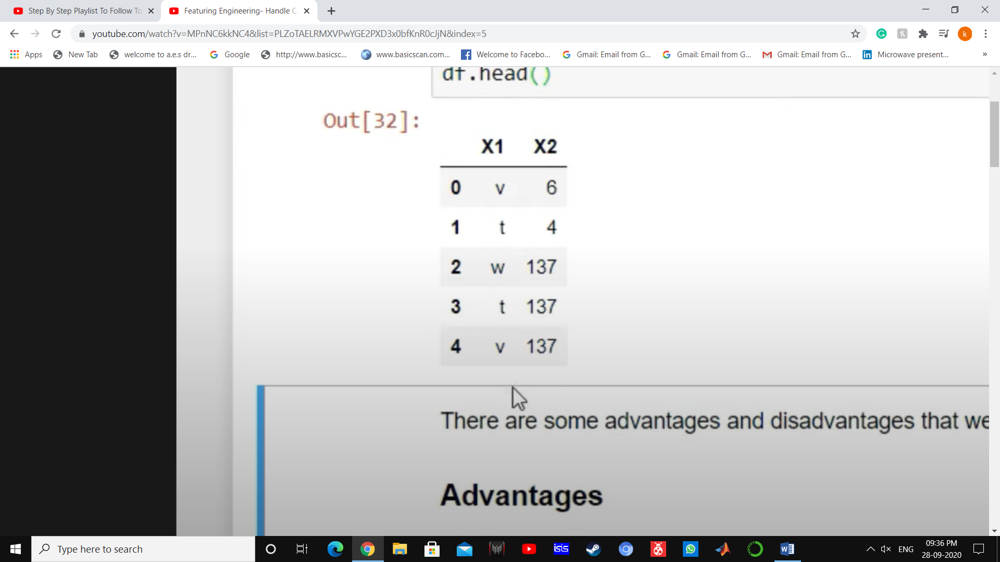 Step By Step Playlist To Follow To
Featuring Engineering- Handle C
youtube.com/watch?v=MPnNC6kkNC4&list=PLZoTAELRMXVPwYGE2PXD3x0bfKnR0cJjN&index=5
k
Apps New Tab welcome to a.e.s dr... Google http://www.basicsc... www.basicscan.com... Welcome to Facebo... Gmail: Email from G... Gmail: Email from G... Gmail: Email from G... Microwave present... »
df.head()
Out[32]:
X1 X2
0 v 6
1 t 4
2 w 137
3 t 137
4 v 137
There are some advantages and disadvantages that we
Advantages
Type here to search
ISIS
ENG
09:36 PM
28-09-2020